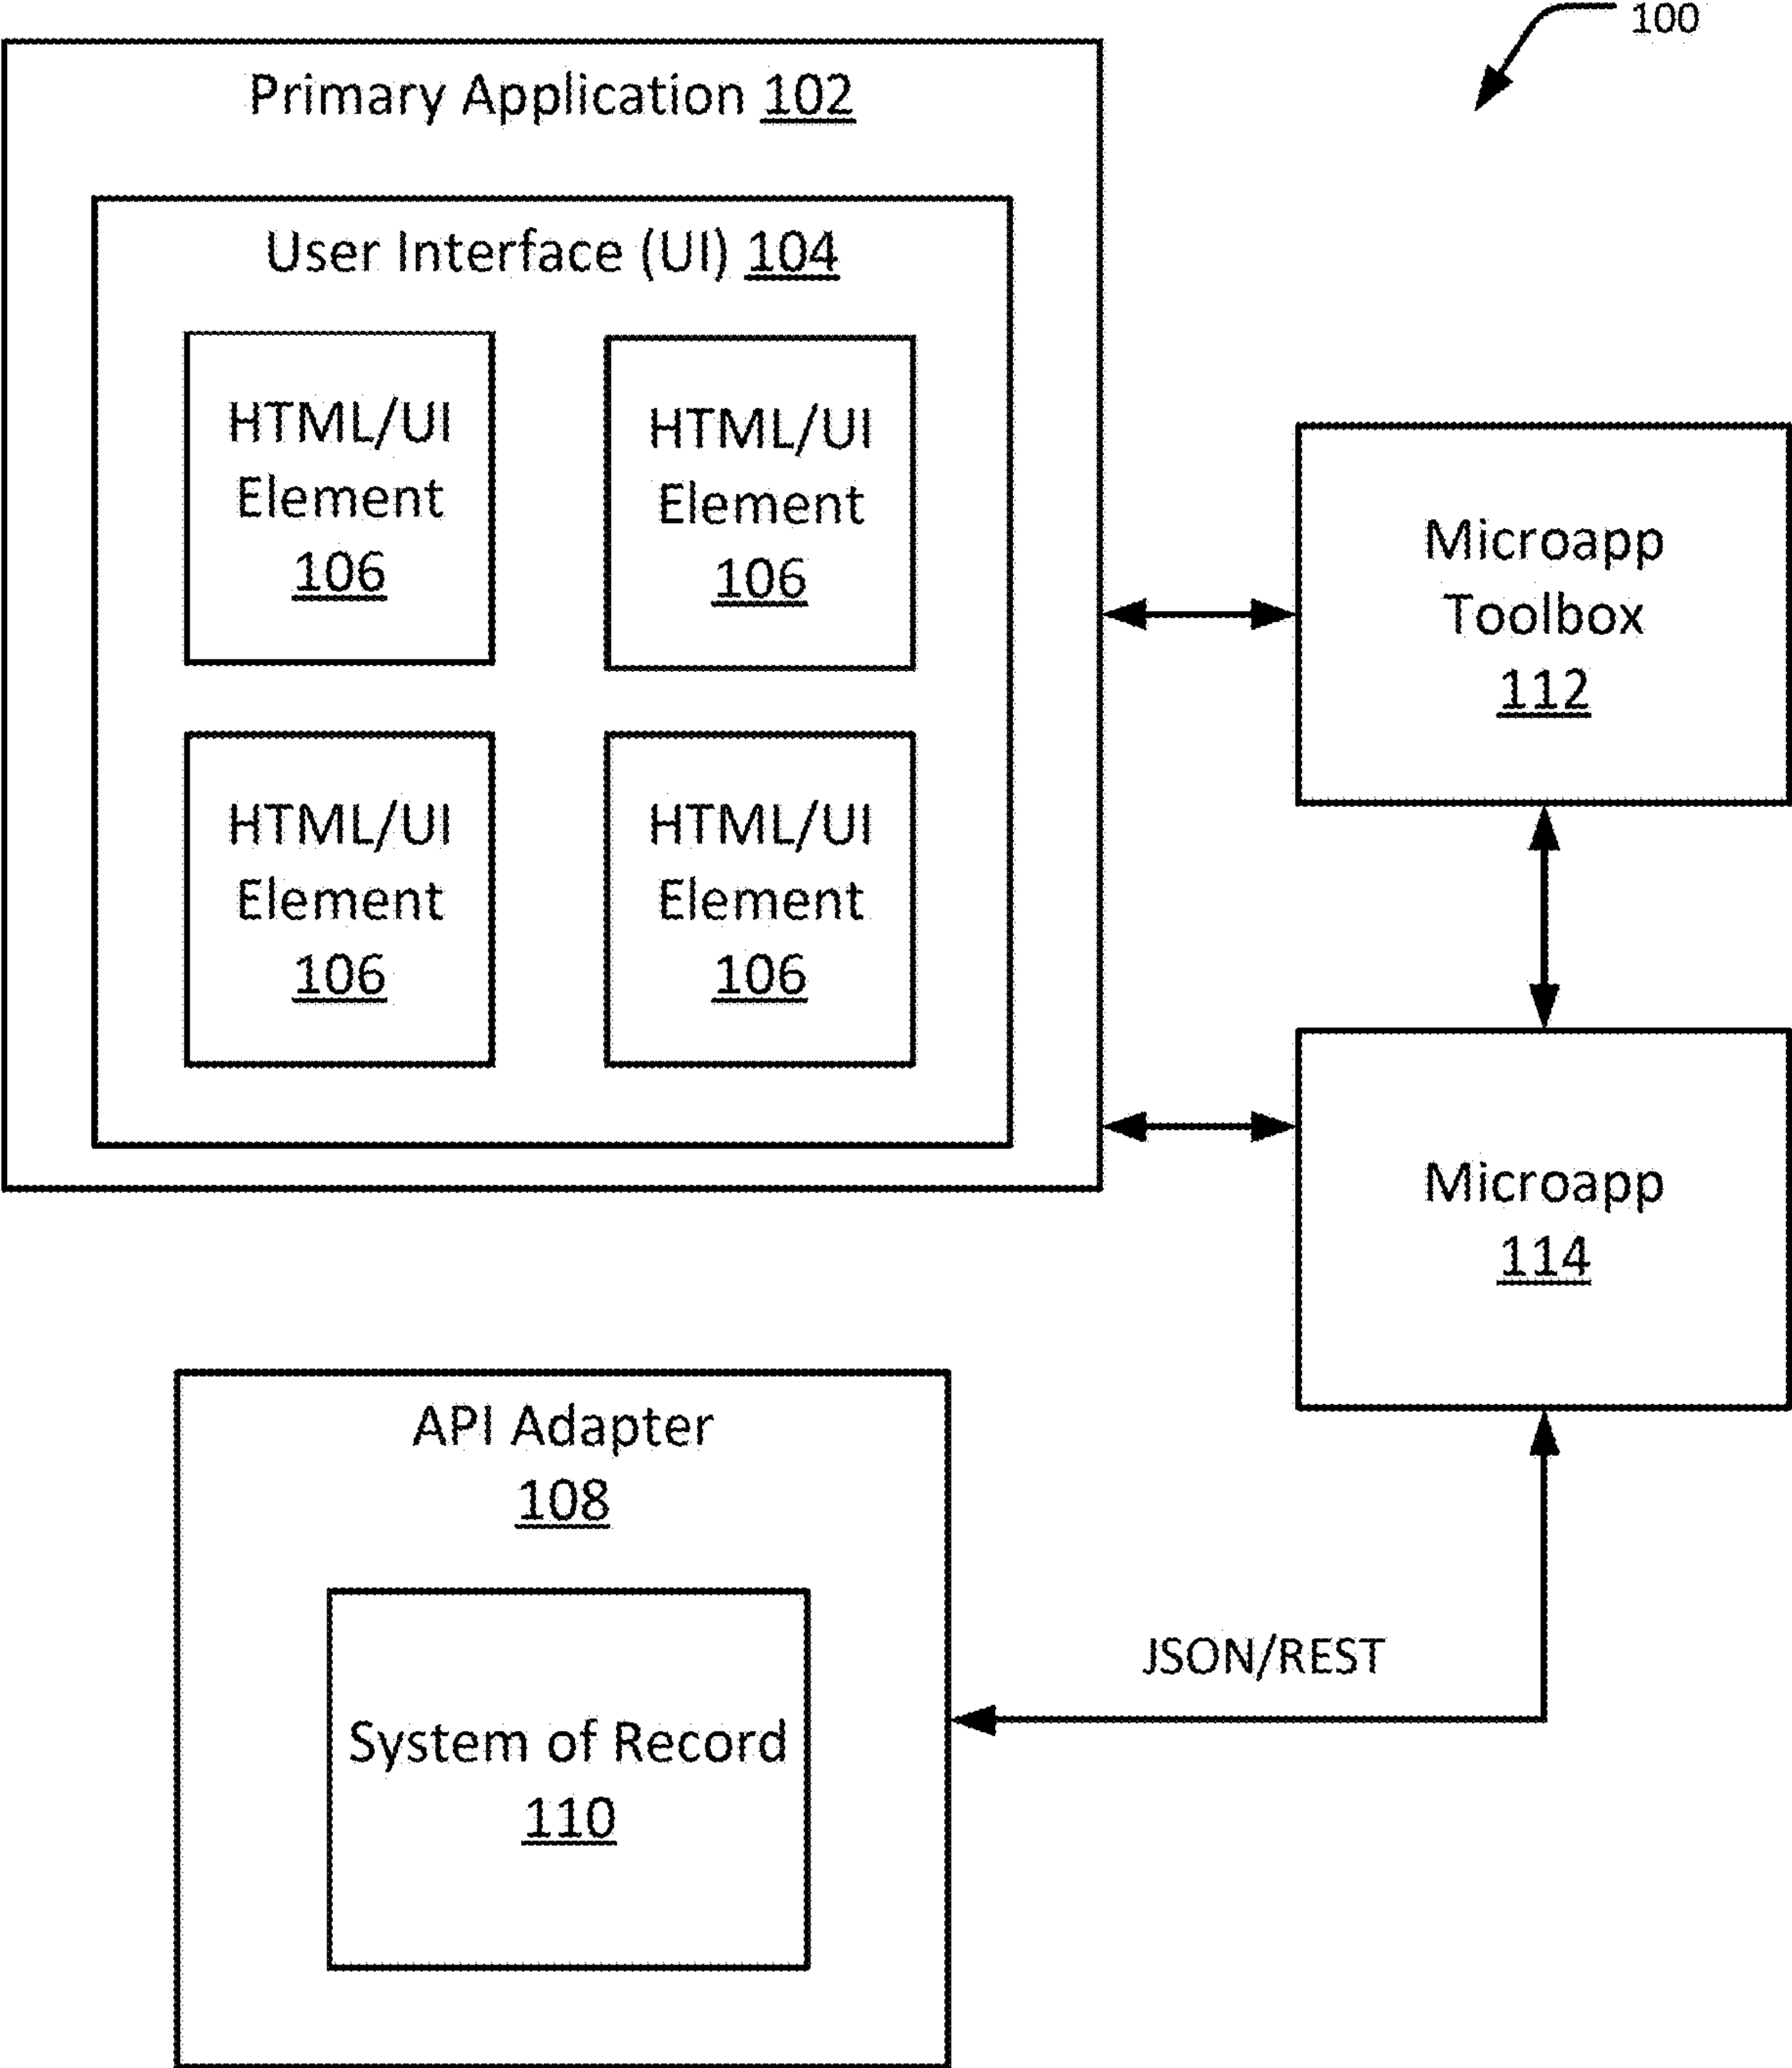 100
Primary Application 102
User Interface (UI) 104
HTML/UI
Element
106
HTML/UI
Element
106
HTML/UI
Element
106
HTML/UI
Element
106
Microapp
Toolbox
112
Microapp
114
API Adapter
108
System of Record
110
JSON/REST